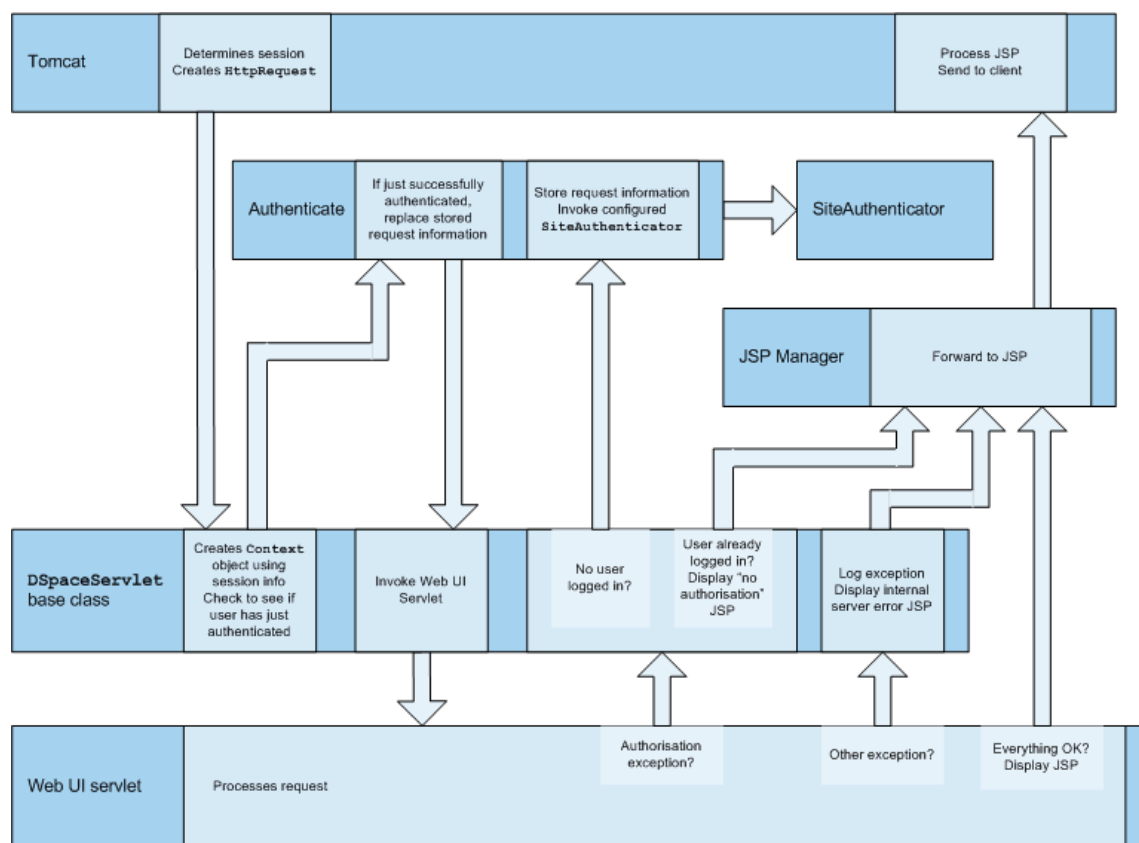 Tomcat
Determines session
Creates HttpRequest
Process JSP
Send to client
Authenticate
If just successfully
authenticated,
replace stored
request information
Store request information
Invoke configured
SiteAuthenticator
SiteAuthenticator
JSP Manager
Forward to JSP
DSpaceServlet
base class
Creates Context
object using
session info
Check to see if
user has just
authenticated
Invoke Web UI
Servlet
No user
logged in?
User already
logged in?
Display "no
authorisation"
JSP
Log exception
Display internal
server error JSP
Web UI servlet
Processes request
Authorisation
exception?
Other exception?
Everything OK?
Display JSP